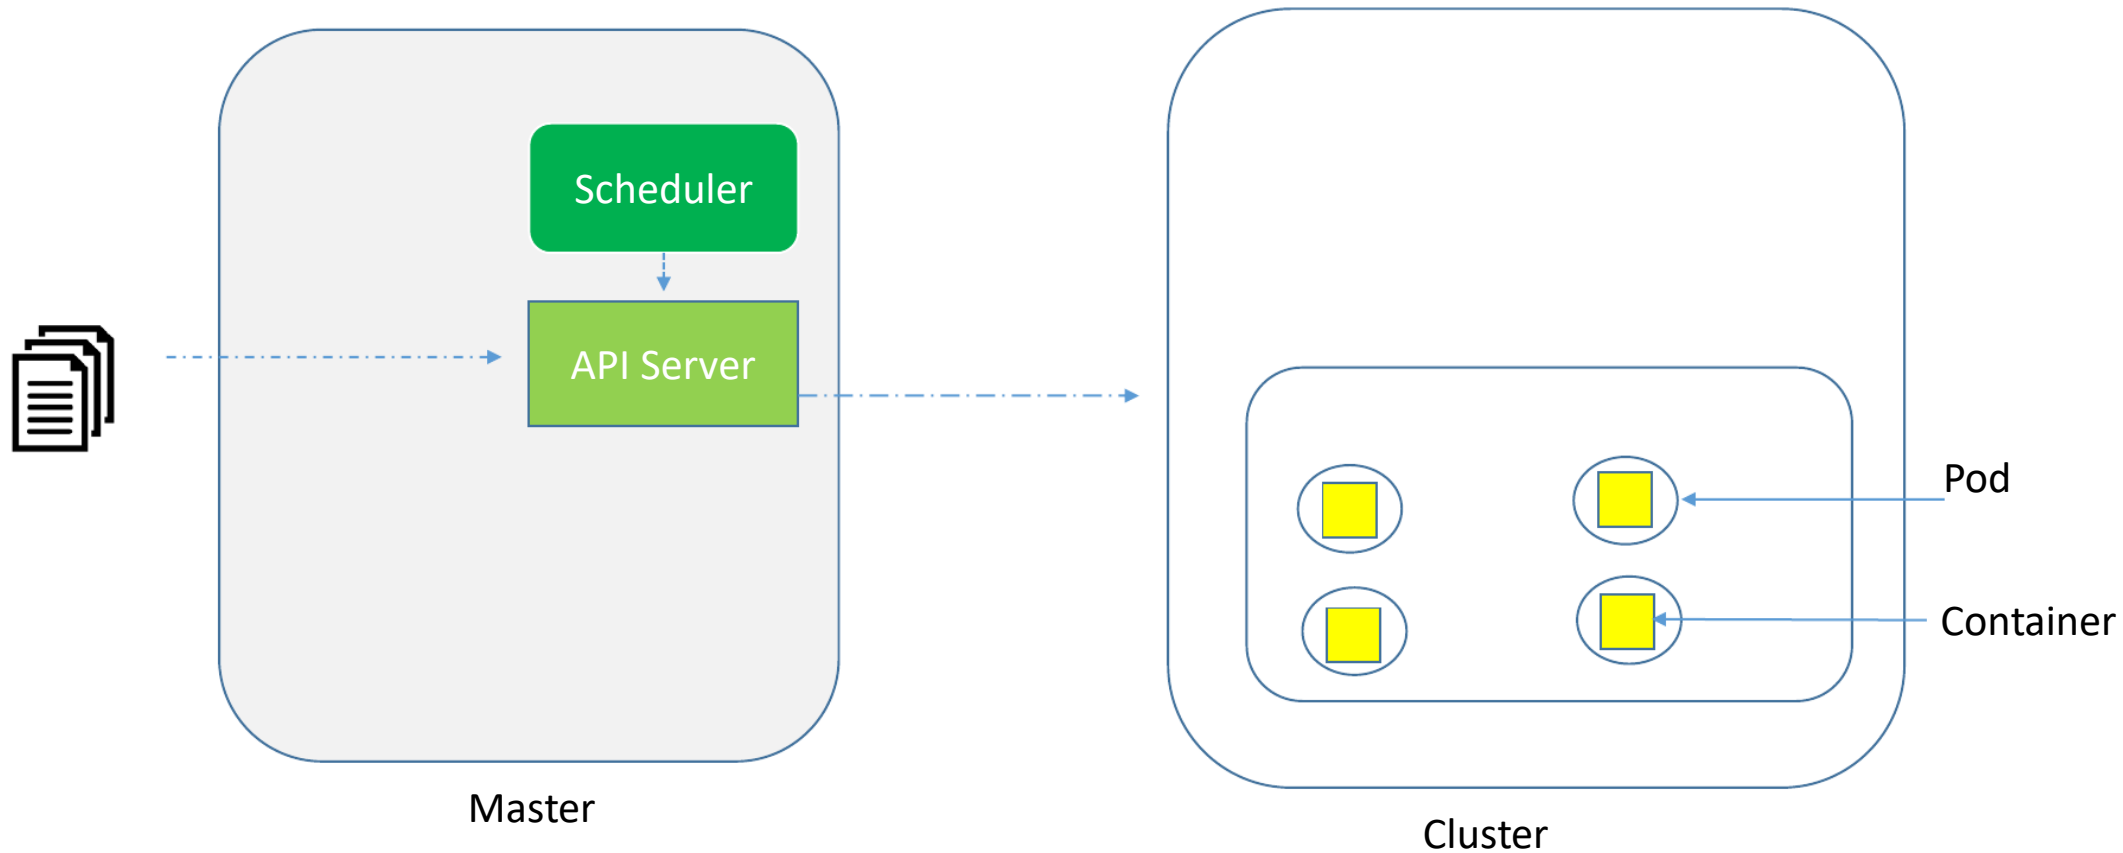 Scheduler
API Server
Pod
Container
Master
Cluster